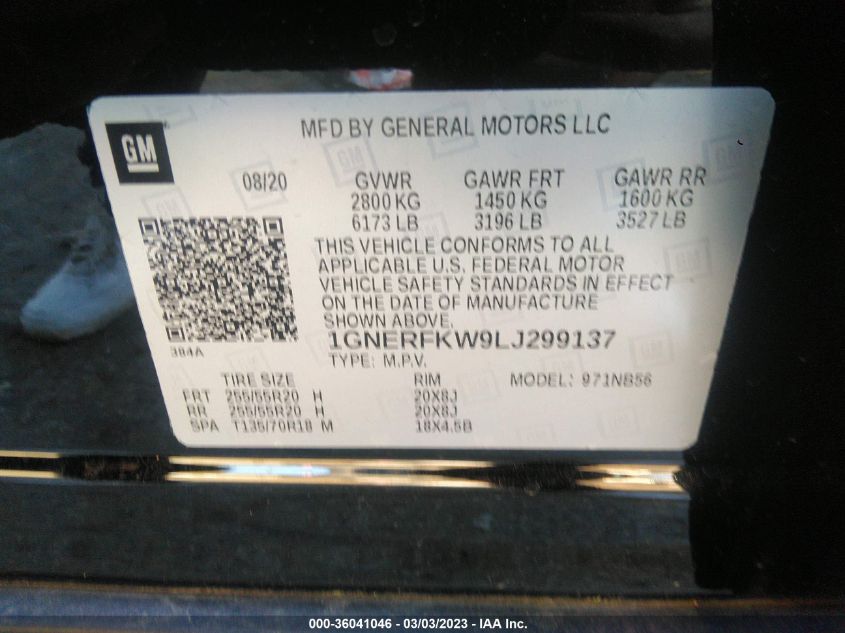 GM
MFD BY GENERAL MOTORS LLC
08/20 GVWR GAWR FRT GAWR RR
2800 KG 1450 KG 1600 KG
6173 LB 3196 LB 3527 LB
THIS VEHICLE CONFORMS TO ALL
APPLICABLE U.S. FEDERAL MOTOR
VEHICLE SAFETY STANDARDS IN EFFECT
ON THE DATE OF MANUFACTURE
SHOWN ABOVE.
1GNERFKW9LJ299137
384A TYPE: M.P.V.
TIRE SIZE RIM MODEL: 971NB56
FRT 255/55R20 H 20X8J
RR 255/55R20 H 20X8J
SPA T135/70R18 M 18X4.5B
000-36041046 - 03/03/2023 - IAA Inc.